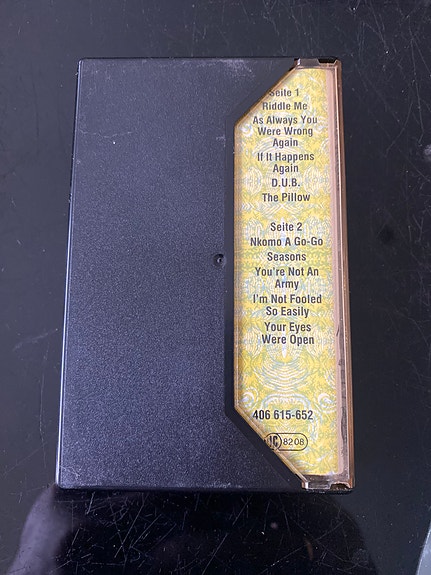 Seite 1
Riddle Me
As Always You
Were Wrong
Again
If It Happens
Again
D.U.B.
The Pillow
Seite 2
Nkomo A Go-Go
Seasons
You're Not An
Army
I'm Not Fooled
So Easily
Your Eyes
Were Open
406 615-652
8208